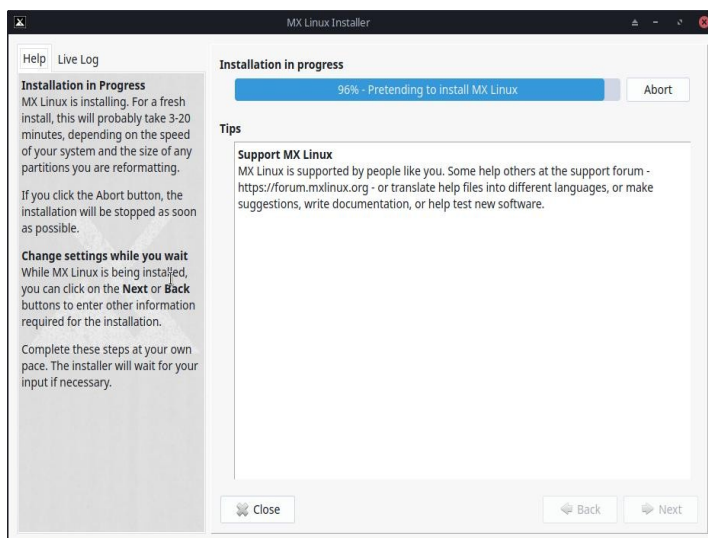 MX Linux Installer
Help
Live Log
Installation in Progress
MX Linux is installing. For a fresh
install, this will probably take 3-20
minutes, depending on the speed
of your system and the size of any
partitions you are reformatting.
If you click the Abort button, the
installation will be stopped as soon
as possible.
Change settings while you wait
While MX Linux is being installed,
you can click on the Next or Back
buttons to enter other information
required for the installation.
Complete these steps at your own
pace. The installer will wait for your
input if necessary.
Installation in progress
96% - Pretending to install MX Linux
Abort
Tips
Support MX Linux
MX Linux is supported by people like you. Some help others at the support forum -
https://forum.mxlinux.org - or translate help files into different languages, or make
suggestions, write documentation, or help test new software.
Close
Back
Next